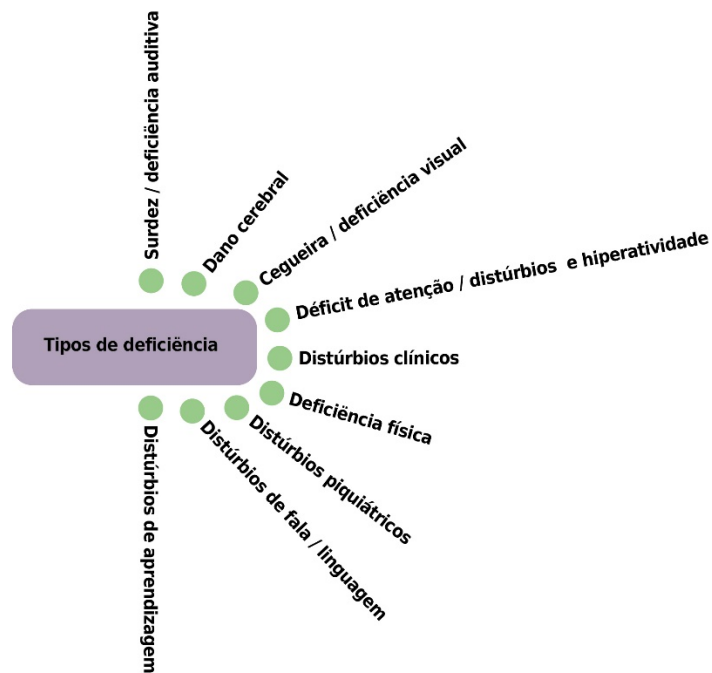 Surdez / deficiëncia auditiva
Dano cerebral
Cegueira / deficiëncia visual
Déficit de atenção / distúrbios e hiperatividade
Tipos de deficiëncia
Distúrbios clínicos
Deficiëncia física
Distúrbios piquiátricos
Distúrbios de fala / linguagem
Distúrbios de aprendizagem